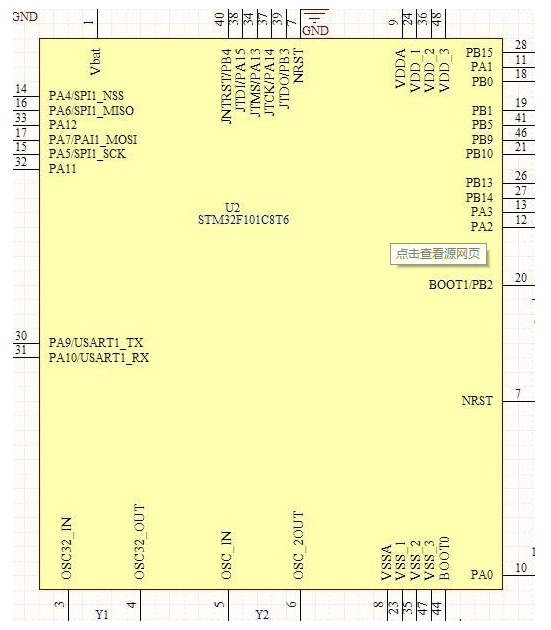 GND
1
40
38
34
37
39
7
GND
9
24
36
48
Vbat
JNTRST/PB4
JTDI/PA15
JTMS/PA13
JTCK/PA14
JTDO/PB3
NRST
VDDA
VDD_1
VDD_2
VDD_3
PB15 28
PA1 11
PB0 18
14 PA4/SPI1_NSS
16 PA6/SPI1_MISO
33 PA12
17 PA7/PAI1_MOSI
15 PA5/SPI1_SCK
32 PA11
PB1 19
PB5 41
PB9 46
PB10 21
PB13 26
PB14 27
PA3 13
PA2 12
U2
STM32F101C8T6
点击查看源网页
BOOT1/PB2 20
30 PA9/USART1_TX
31 PA10/USART1_RX
NRST 7
OSC32_IN
OSC32_OUT
OSC_IN
OSC_2OUT
VSSA
VSS_1
VSS_2
VSS_3
BOOT0
PA0 10
3
Y1
4
5
Y2
6
8
23
35
47
44